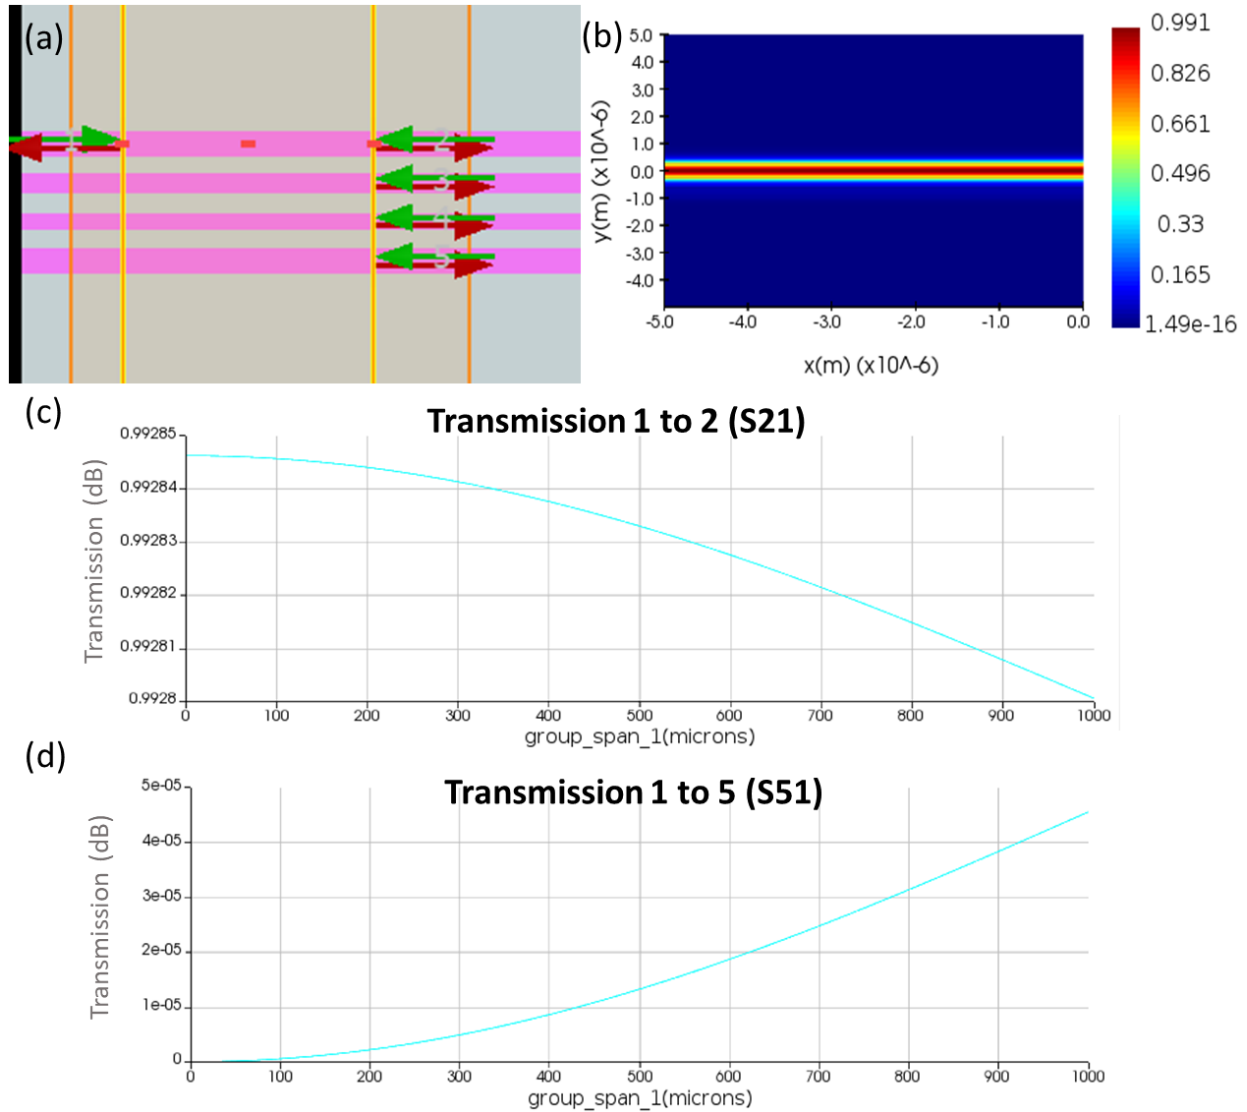 (a)
1
2
3
4
5
(b)
5.0
4.0
3.0
2.0
1.0
0.0
-1.0
-2.0
-3.0
-4.0
y(m) (x10^-6)
-5.0 -4.0 -3.0 -2.0 -1.0 0.0
x(m) (x10^-6)
0.991
0.826
0.661
0.496
0.33
0.165
1.49e-16
(c)
Transmission 1 to 2 (S21)
Transmission (dB)
0.99285
0.99284
0.99283
0.99282
0.99281
0.9928
0 100 200 300 400 500 600 700 800 900 1000
group_span_1(microns)
(d)
Transmission 1 to 5 (S51)
Transmission (dB)
5e-05
4e-05
3e-05
2e-05
1e-05
0
0 100 200 300 400 500 600 700 800 900 1000
group_span_1(microns)